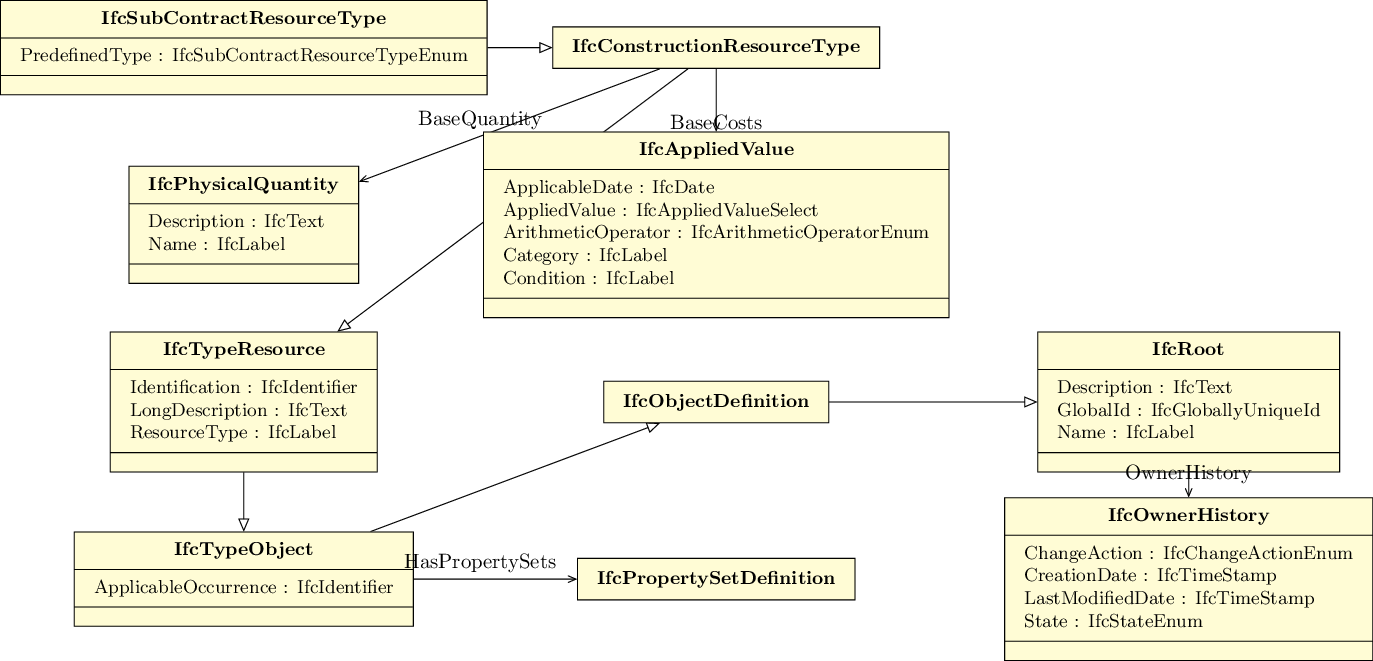 IfcSubContractResourceType
PredefinedType : IfcSubContractResourceTypeEnum
IfcConstructionResourceType
BaseQuantity
BaseCosts
IfcAppliedValue
ApplicableDate : IfcDate
AppliedValue : IfcAppliedValueSelect
ArithmeticOperator : IfcArithmeticOperatorEnum
Category : IfcLabel
Condition : IfcLabel
IfcPhysicalQuantity
Description : IfcText
Name : IfcLabel
IfcTypeResource
Identification : IfcIdentifier
LongDescription : IfcText
ResourceType : IfcLabel
IfcObjectDefinition
IfcRoot
Description : IfcText
GlobalId : IfcGloballyUniqueId
Name : IfcLabel
OwnerHistory
IfcTypeObject
ApplicableOccurrence : IfcIdentifier
HasPropertySets
IfcPropertySetDefinition
IfcOwnerHistory
ChangeAction : IfcChangeActionEnum
CreationDate : IfcTimeStamp
LastModifiedDate : IfcTimeStamp
State : IfcStateEnum